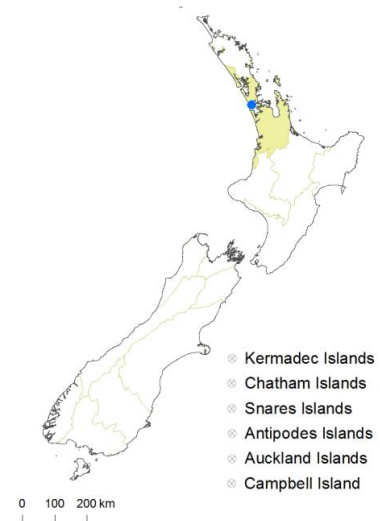 Kermadec Islands
Chatham Islands
Snares Islands
Antipodes Islands
Auckland Islands
Campbell Island
0 100 200 km